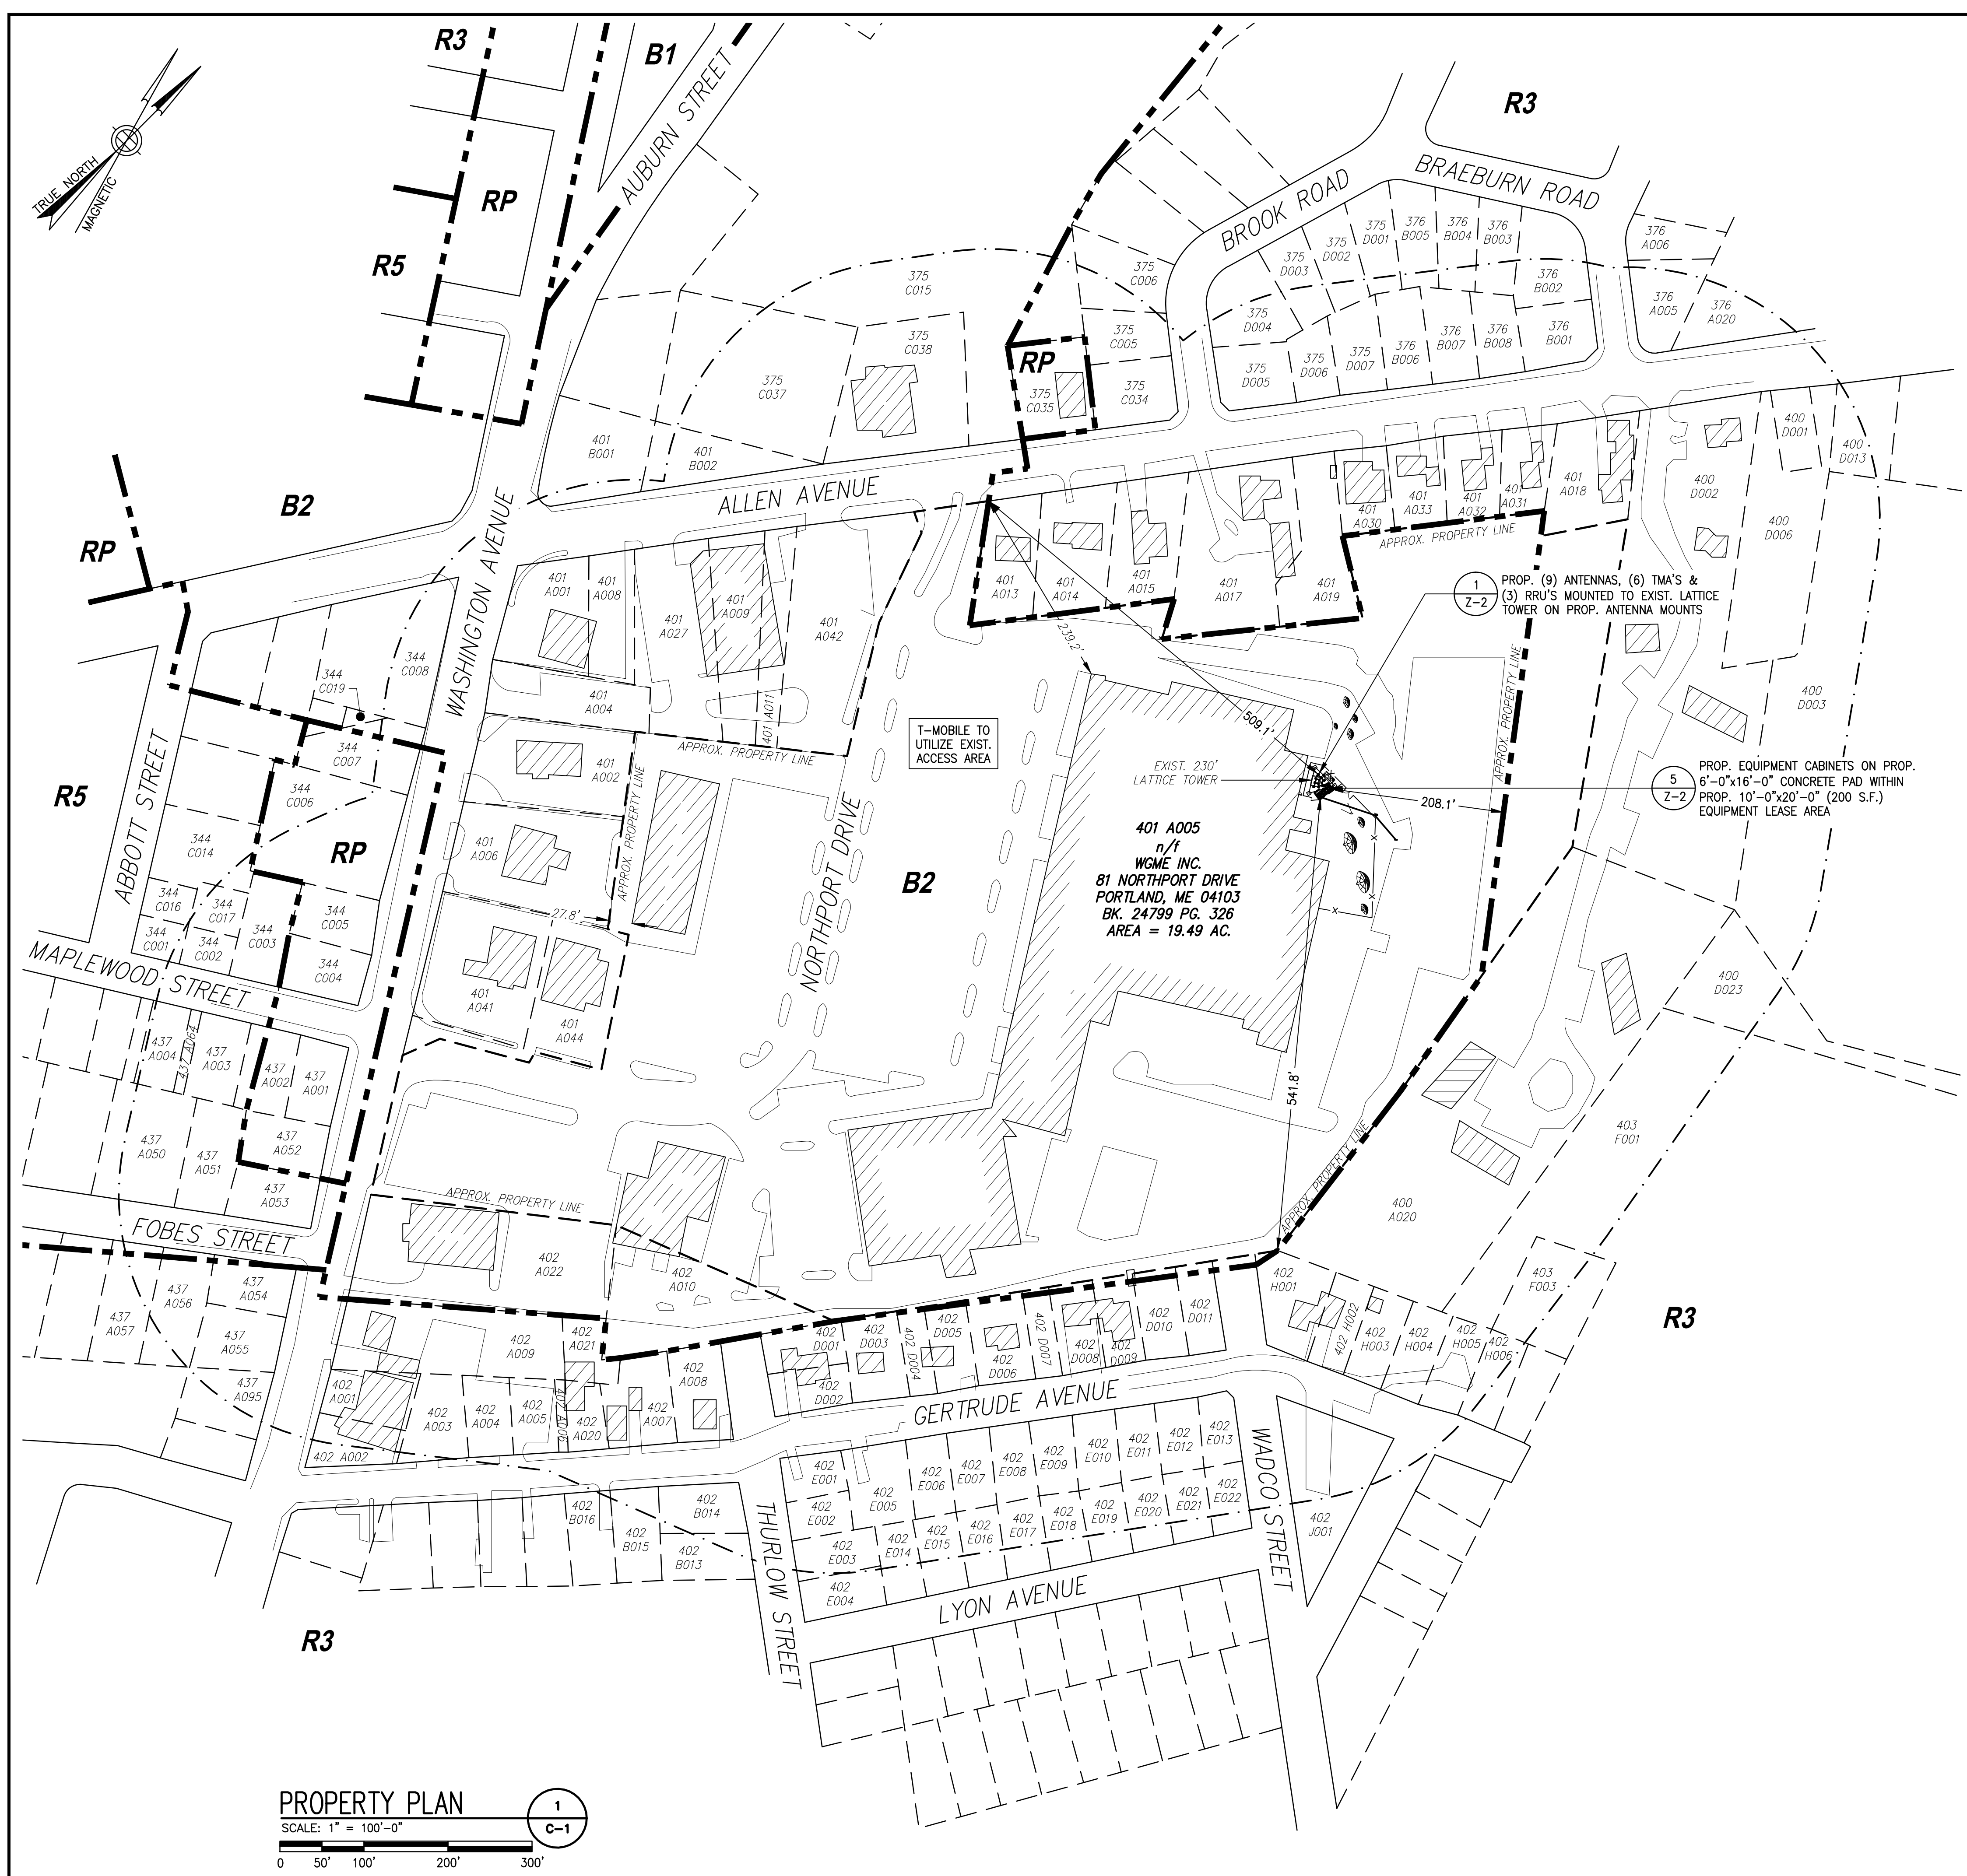 R3
B1
AUBURN STREET
R3
TRUE NORTH
MAGNETIC
RP
R5
BROOK ROAD
BRAEBURN ROAD
375
D003
375
D002
375
D001
376
B005
376
B004
376
B003
376
A006
375
C015
375
C006
376
B002
376
A005
376
A020
375
C038
375
C005
375
D004
376
B007
376
B008
376
B001
RP
375
C037
375
C035
375
C034
375
D005
375
D006
375
D007
376
B006
401
B001
401
B002
400
D001
400
D013
B2
ALLEN AVENUE
WASHINGTON AVENUE
401
A030
401
A033
401
A032
401
A031
401
A018
400
D002
400
D006
APPROX. PROPERTY LINE
RP
401
A001
401
A008
401
A027
401
A009
401
A042
401
A013
401
A014
401
A015
401
A017
401
A019
1
Z-2
PROP. (9) ANTENNAS, (6) TMA'S &
(3) RRU'S MOUNTED TO EXIST. LATTICE
TOWER ON PROP. ANTENNA MOUNTS
239.2'
344
C008
344
C019
401
A004
401 A011
400
D003
APPROX. PROPERTY LINE
509.1'
T-MOBILE TO
UTILIZE EXIST.
ACCESS AREA
344
C007
APPROX. PROPERTY LINE
401
A002
EXIST. 230'
LATTICE TOWER
208.1'
5
Z-2
PROP. EQUIPMENT CABINETS ON PROP.
6'-0"x16'-0" CONCRETE PAD WITHIN
PROP. 10'-0"x20'-0" (200 S.F.)
EQUIPMENT LEASE AREA
R5
ABBOTT STREET
344
C006
344
C014
RP
401
A006
APPROX. PROPERTY LINE
NORTHPORT DRIVE
B2
401 A005
n/f
WGME INC.
81 NORTHPORT DRIVE
PORTLAND, ME 04103
BK. 24799 PG. 326
AREA = 19.49 AC.
344
C016
344
C017
344
C001
344
C002
344
C003
344
C005
344
C004
27.8'
401
A041
401
A044
400
D023
MAPLEWOOD STREET
437
A004
437 A064
437
A003
437
A002
437
A001
541.8'
437
A050
437
A051
437
A052
437
A053
403
F001
APPROX. PROPERTY LINE
400
A020
FOBES STREET
APPROX. PROPERTY LINE
402
A022
402
A010
437
A054
437
A056
437
A057
437
A055
437
A095
402
H001
403
F003
R3
402
A009
402
A021
402
D001
402
D003
402 D004
402
D005
402
D006
402 D007
402
D008
402
D009
402
D010
402
D011
402 H002
402
H003
402
H004
402
H005
402
H006
402
A008
402
D002
402
A001
402
A003
402
A004
402
A005
402 A006
402
A020
402
A007
402 A002
GERTRUDE AVENUE
402
E001
402
E006
402
E007
402
E008
402
E009
402
E010
402
E011
402
E012
402
E013
WADCO STREET
402
B016
402
B015
402
B014
402
B013
402
E002
402
E005
402
E003
402
E014
402
E015
402
E016
402
E017
402
E018
402
E019
402
E020
402
E021
402
E022
402
E004
402
J001
THURLOW STREET
LYON AVENUE
R3
PROPERTY PLAN
1
C-1
SCALE: 1" = 100'-0"
0 50' 100' 200' 300'